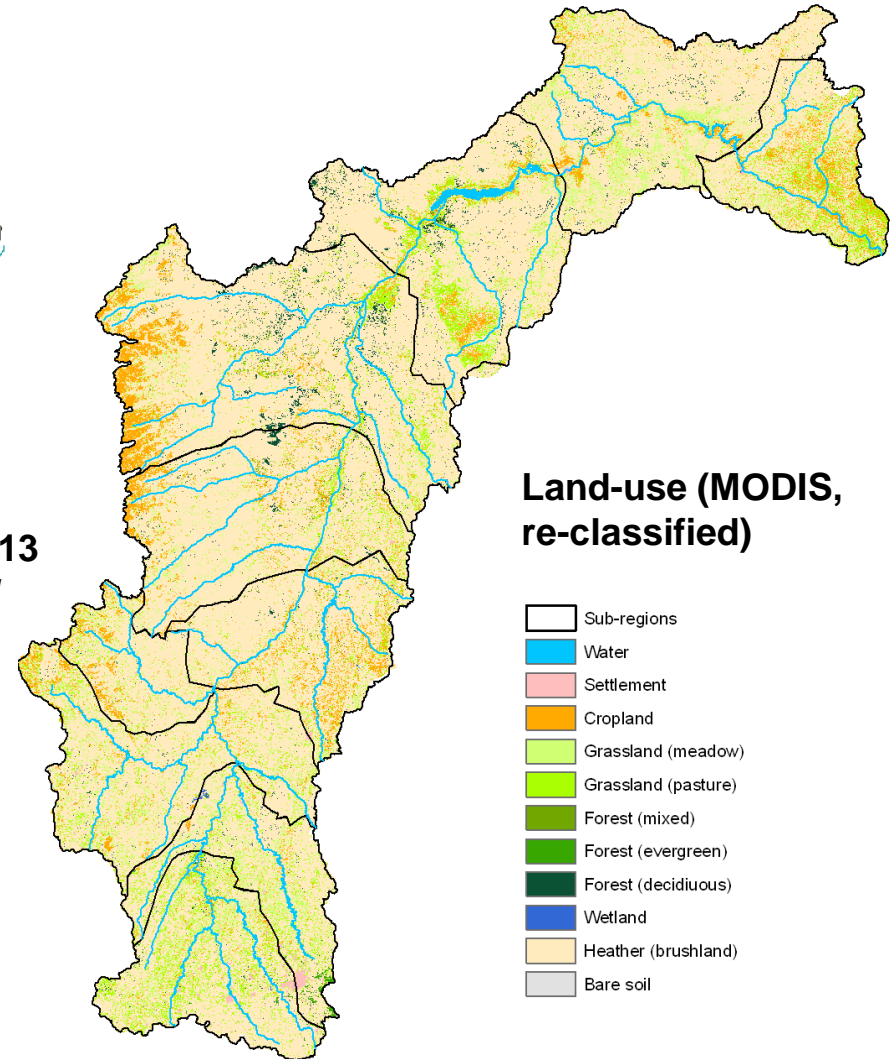 13
Land-use (MODIS,
re-classified)
Sub-regions
Water
Settlement
Cropland
Grassland (meadow)
Grassland (pasture)
Forest (mixed)
Forest (evergreen)
Forest (decidiuous)
Wetland
Heather (brushland)
Bare soil